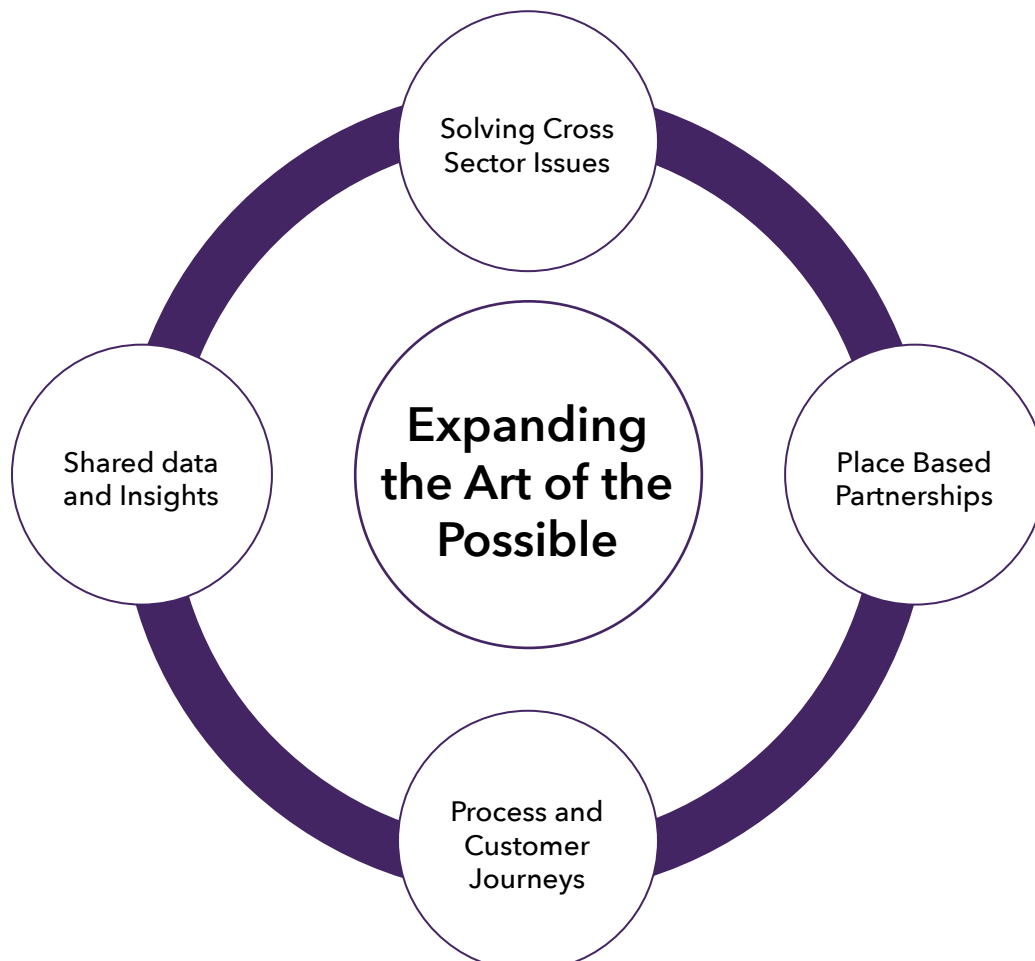 Solving Cross
Sector Issues
Expanding
the Art of the
Possible
Shared data
and Insights
Place Based
Partnerships
Process and
Customer
Journeys